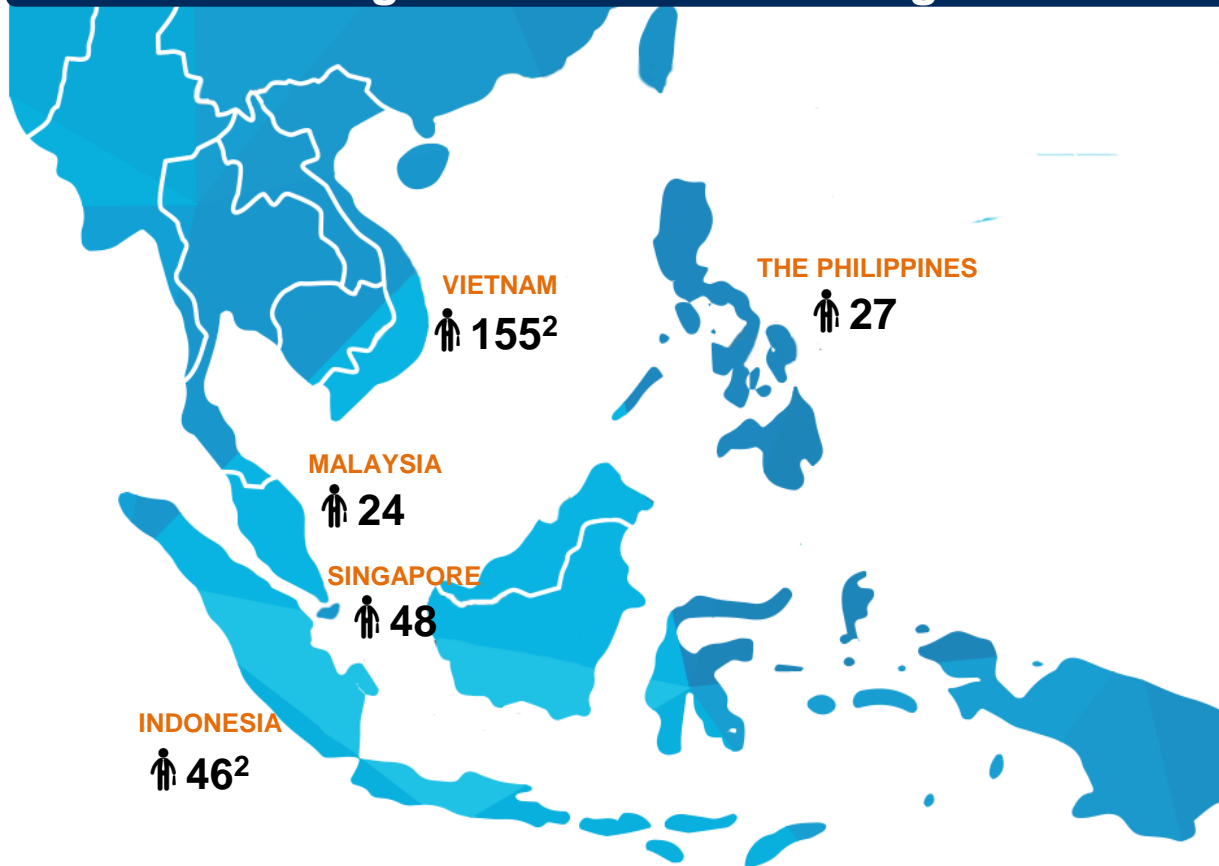 VIETNAM
155²
THE PHILIPPINES
27
MALAYSIA
24
SINGAPORE
48
INDONESIA
46²